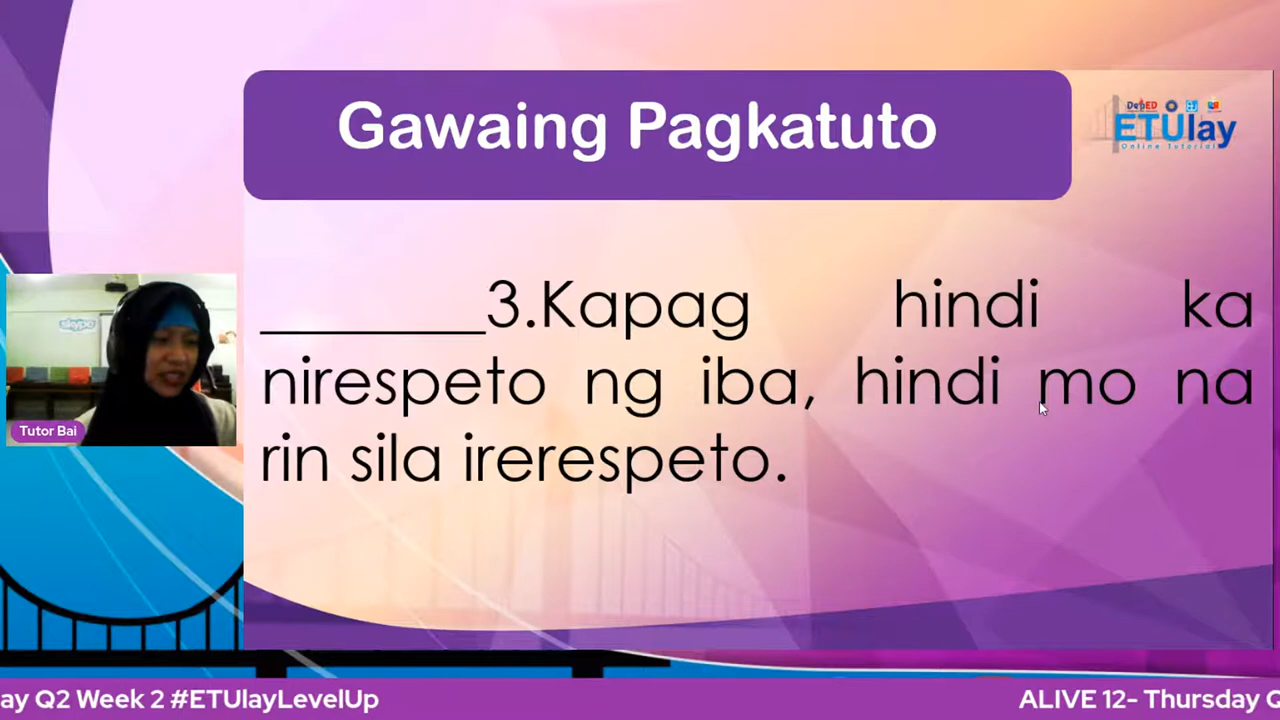 Gawaing Pagkatuto
DepED
ETUlay
Online Tutorial
________3.Kapag hindi ka
nirespeto ng iba, hindi mo na
rin sila irerespeto.
skype
Tutor Bai
ay Q2 Week 2 #ETUlayLevelUp
ALIVE 12- Thursday Q